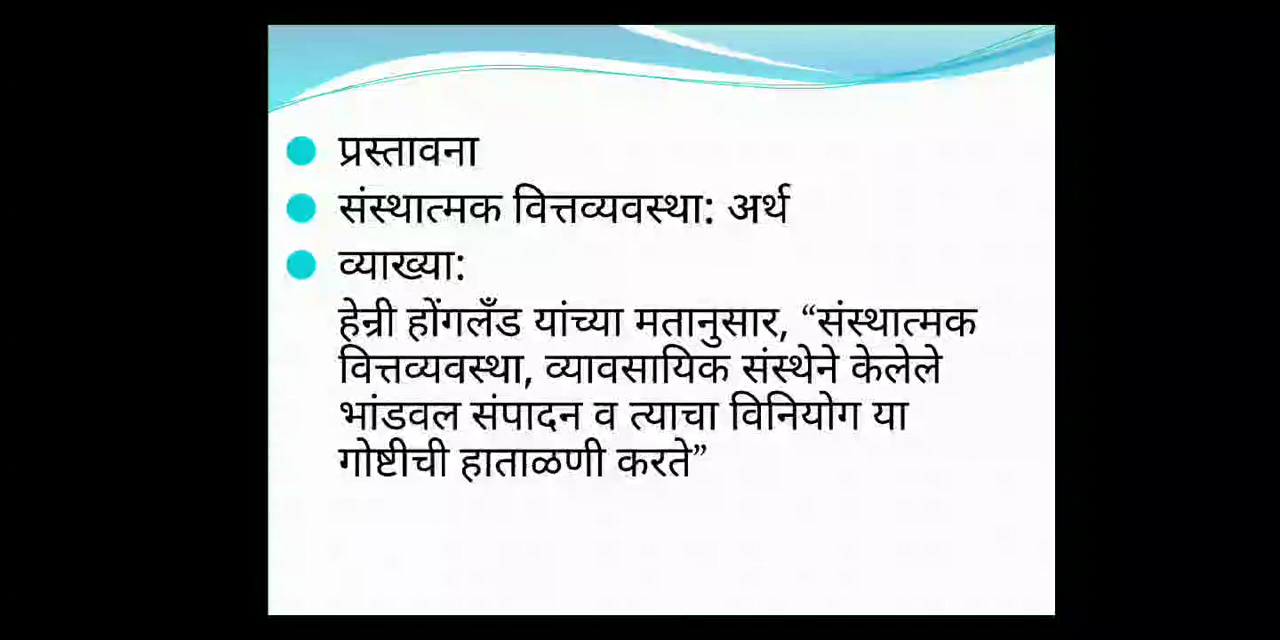 प्रस्तावना
संस्थात्मक वित्तव्यवस्था: अर्थ
व्याख्या:
हेन्री होंगलँड यांच्या मतानुसार, “संस्थात्मक
वित्तव्यवस्था, व्यावसायिक संस्थेने केलेले
भांडवल संपादन व त्याचा विनियोग या
गोष्टीची हाताळणी करते”